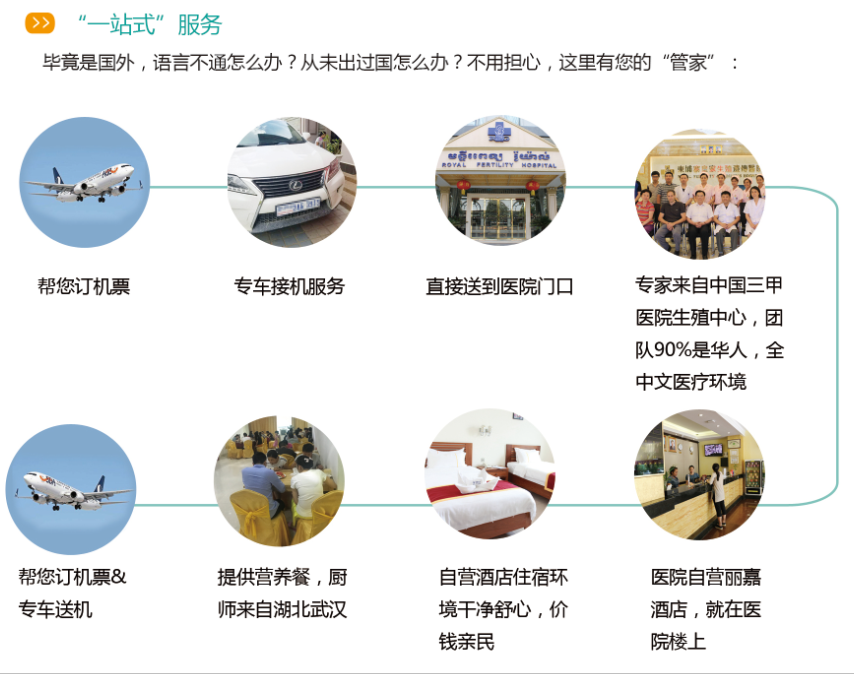 “一站式”服务
毕竟是国外，语言不通怎么办？从未出过国怎么办？不用担心，这里有您的“管家”：
ROYAL FERTILITY HOSPITAL
帮您订机票
专车接机服务
直接送到医院门口
专家来自中国三甲
医院生殖中心，团
队90%是华人，全
中文医疗环境
帮您订机票&
专车送机
提供营养餐，厨
师来自湖北武汉
自营酒店住宿环
境干净舒心，价
钱亲民
医院自营丽嘉
酒店，就在医
院楼上